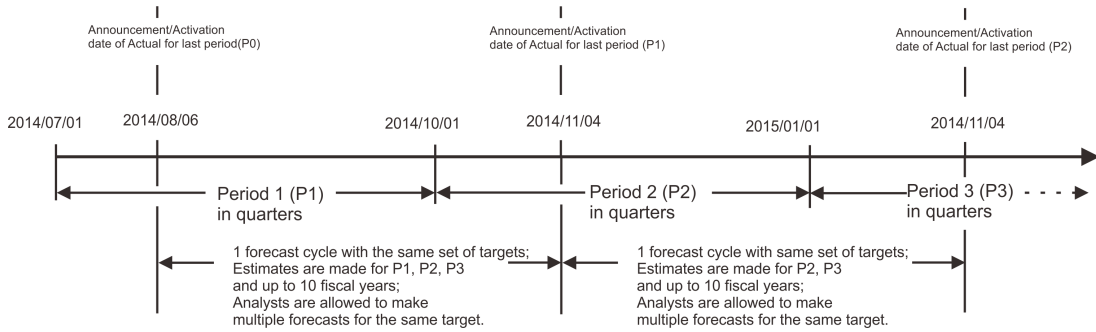 Announcement/Activation
date of Actual for last period(P0)
Announcement/Activation
date of Actual for last period (P1)
Announcement/Activation
date of Actual for last period (P2)
2014/07/01
2014/08/06
2014/10/01
2014/11/04
2015/01/01
2014/11/04
Period 1 (P1)
in quarters
Period 2 (P2)
in quarters
Period 3 (P3)
in quarters
1 forecast cycle with the same set of targets;
Estimates are made for P1, P2, P3
and up to 10 fiscal years;
Analysts are allowed to make
multiple forecasts for the same target.
1 forecast cycle with same set of targets;
Estimates are made for P2, P3
and up to 10 fiscal years;
Analysts are allowed to make
multiple forecasts for the same target.